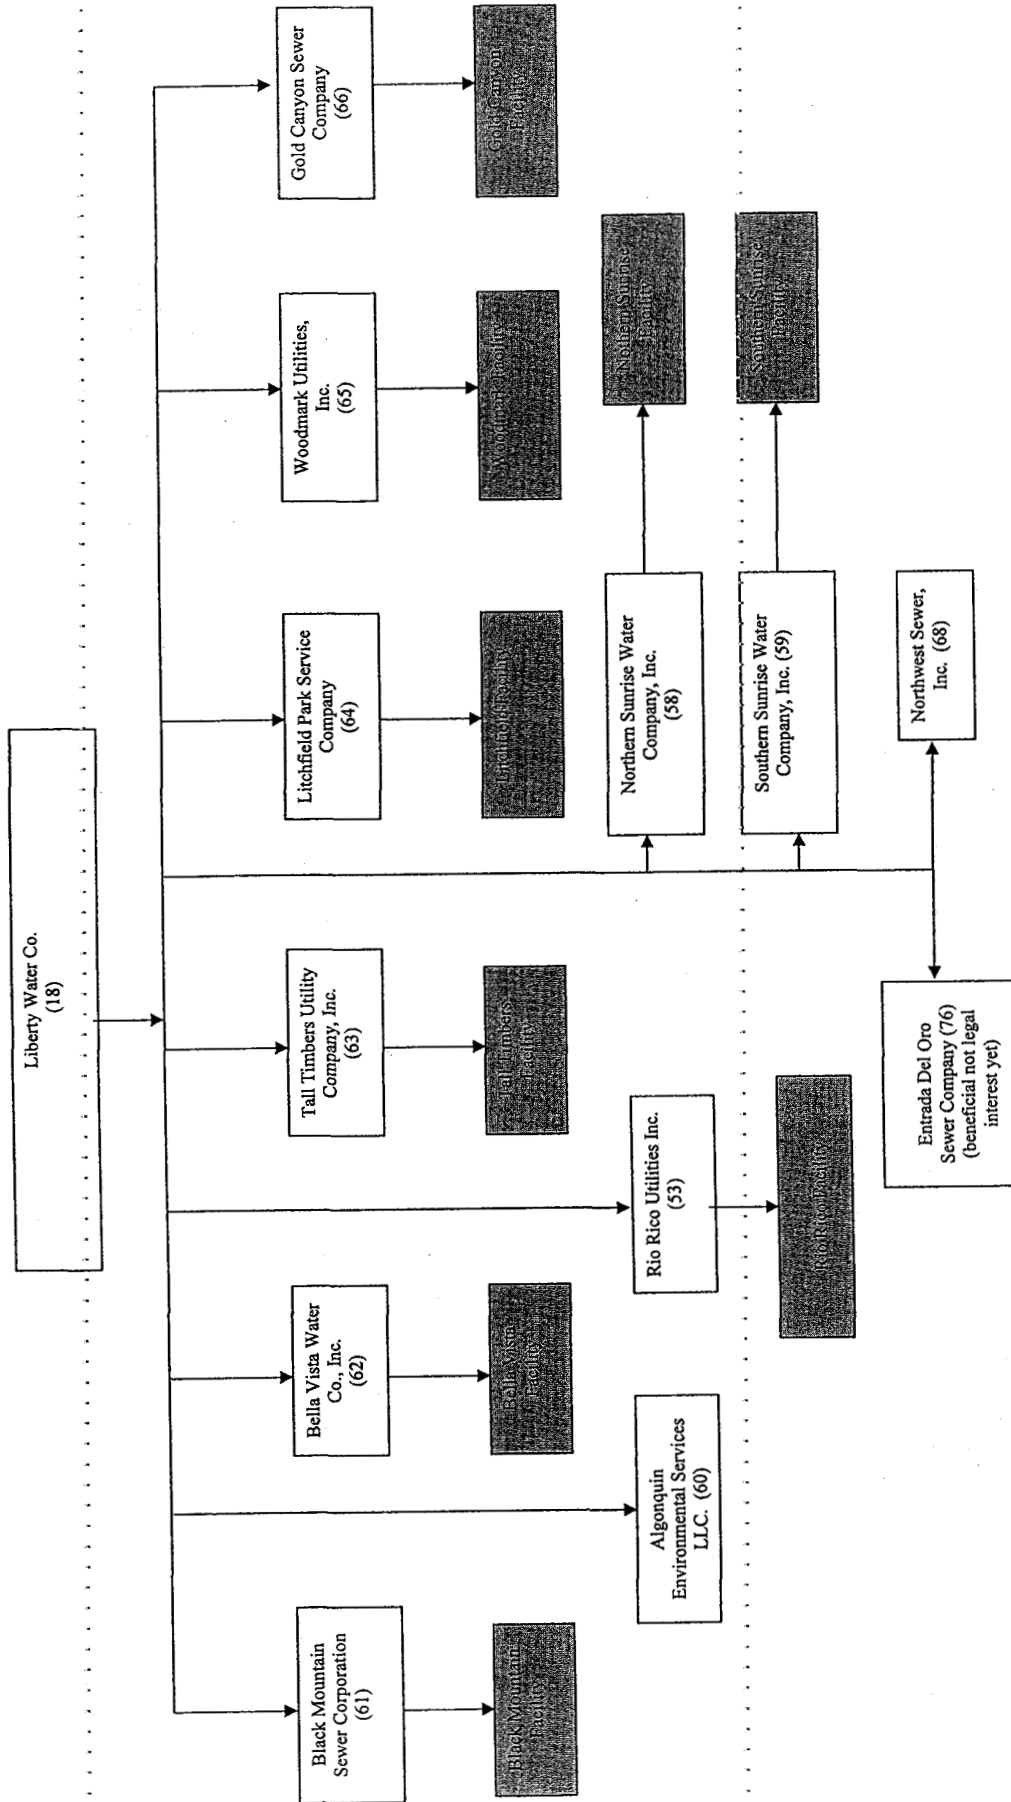 Liberty Water Co.
(18)
Black Mountain
Sewer Corporation
(61)
Bella Vista Water
Co., Inc.
(62)
Tall Timbers Utility
Company, Inc.
(63)
Litchfield Park Service
Company
(64)
Woodmark Utilities,
Inc.
(65)
Gold Canyon Sewer
Company
(66)
Black Mountain
Facility
Bella Vista
Facility
Tall Timbers
Facility
Litchfield Facility
Woodmark Facility
Gold Canyon
Facility
Algonquin
Environmental Services
LLC. (60)
Rio Rico Utilities Inc.
(53)
Northern Sunrise Water
Company, Inc.
(58)
Nothern Sunrise
Facility
Rio Rico Facility
Southern Sunrise Water
Company, Inc. (59)
Southern Sunrise
Facility
Entrada Del Oro
Sewer Company (76)
(beneficial not legal
interest yet)
Northwest Sewer,
Inc. (68)